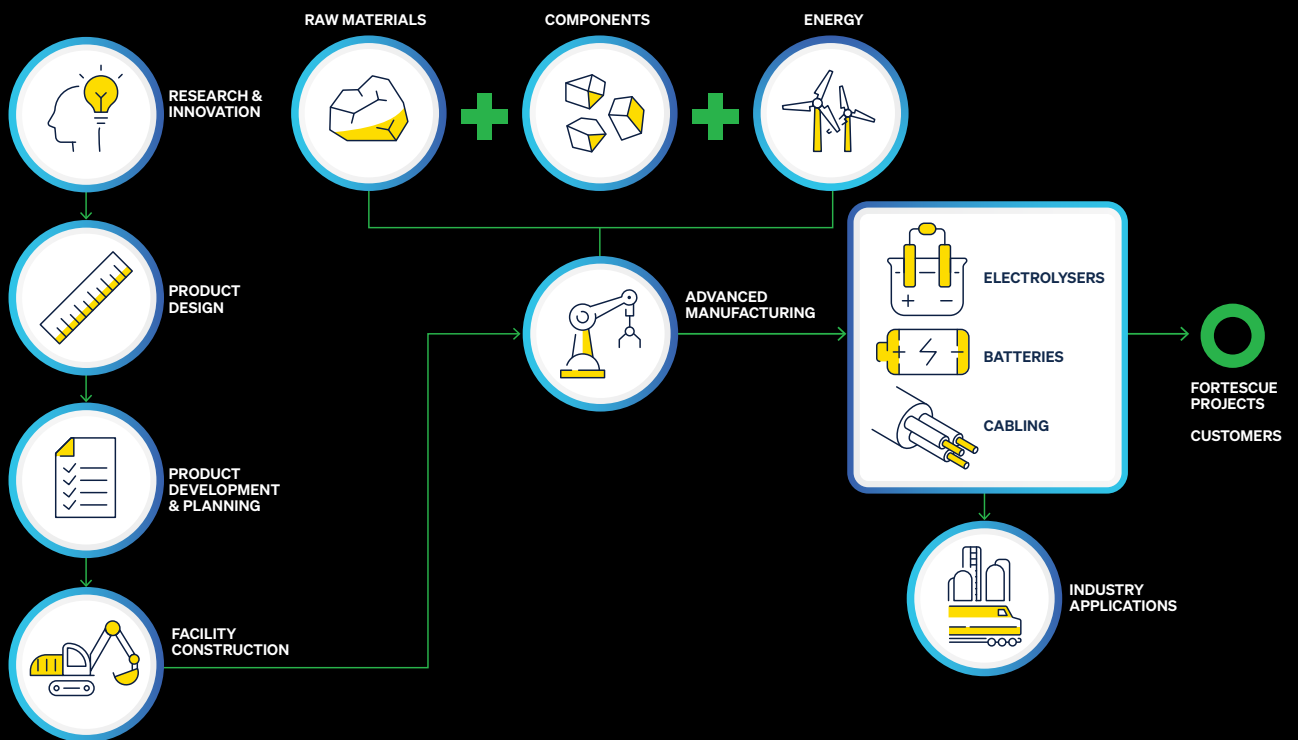 RAW MATERIALS
COMPONENTS
ENERGY
RESEARCH &
INNOVATION
PRODUCT
DESIGN
PRODUCT
DEVELOPMENT
& PLANNING
FACILITY
CONSTRUCTION
ADVANCED
MANUFACTURING
ELECTROLYSERS
BATTERIES
CABLING
FORTESCUE
PROJECTS
CUSTOMERS
INDUSTRY
APPLICATIONS